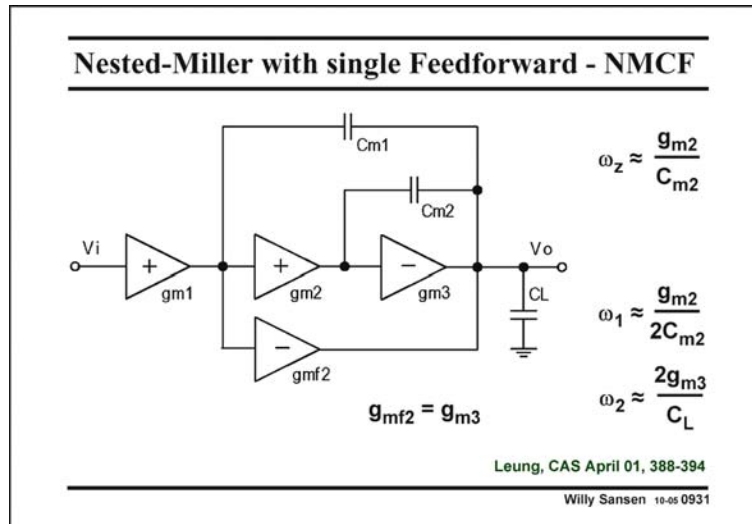 Nested-Miller with single Feedforward - NMCF
Cm1
ωz ≈ gm2 / Cm2
Cm2
Vi
+
+
−
Vo
gm1
gm2
gm3
CL
ω1 ≈ gm2 / 2Cm2
−
gmf2
gmf2 = gm3
ω2 ≈ 2gm3 / CL
Leung, CAS April 01, 388-394
Willy Sansen 10-05 0931